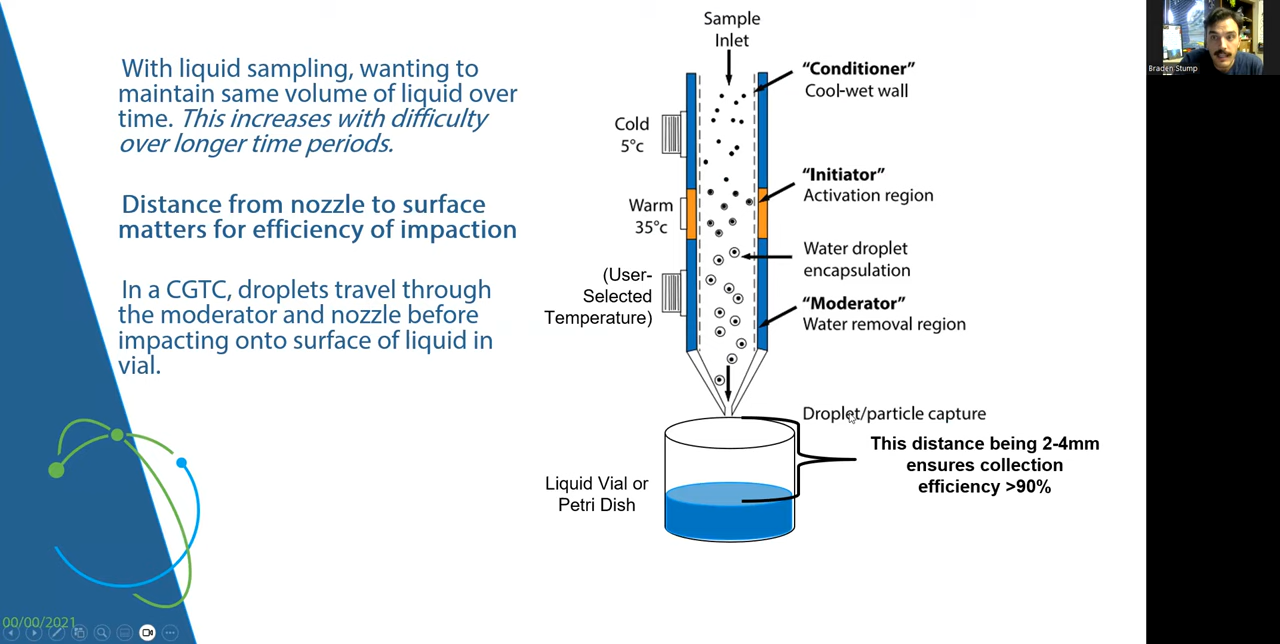 With liquid sampling, wanting to
maintain same volume of liquid over
time. This increases with difficulty
over longer time periods.
Distance from nozzle to surface
matters for efficiency of impaction
In a CGTC, droplets travel through
the moderator and nozzle before
impacting onto surface of liquid in
vial.
00/00/2021
Sample
Inlet
"Conditioner"
Cool-wet wall
Cold
5°c
"Initiator"
Activation region
Warm
35°c
Water droplet
encapsulation
(User-
Selected
Temperature)
"Moderator"
Water removal region
Droplet/particle capture
This distance being 2-4mm
ensures collection
efficiency >90%
Liquid Vial or
Petri Dish
Braden Stump